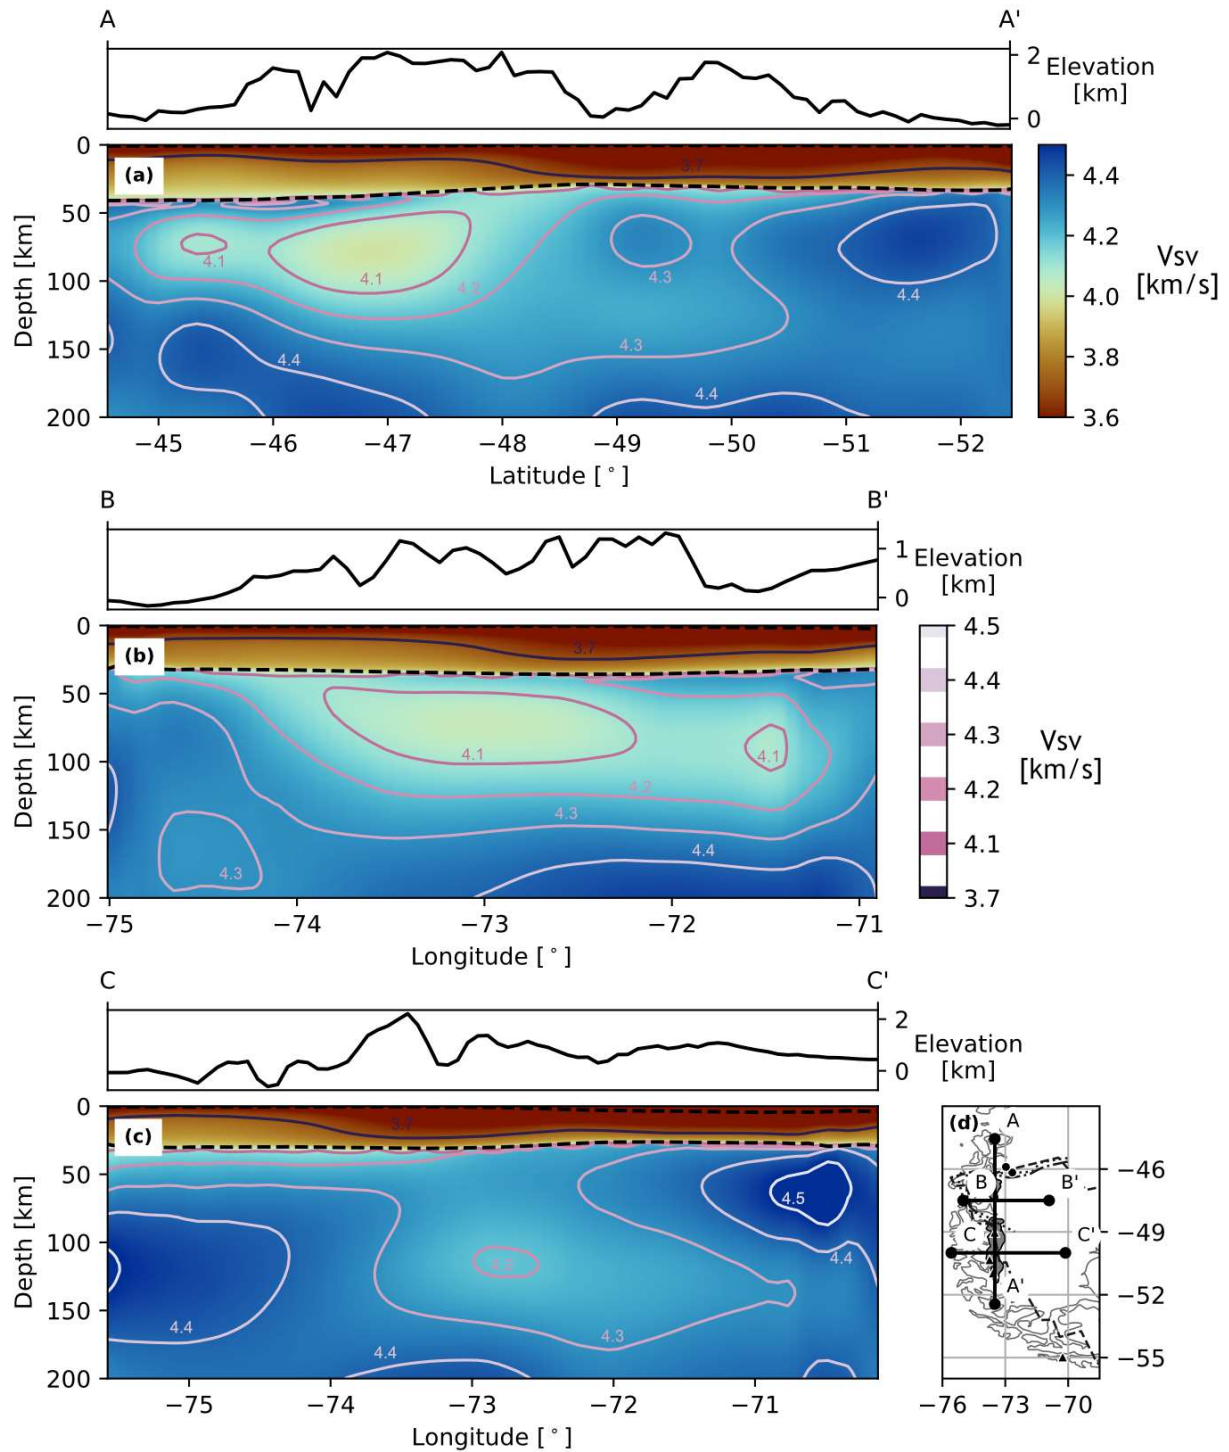 A A'
2
Elevation
[km]
0
0
50
100
150
200
Depth [km]
(a)
3.7
4.1
4.1
4.2
4.3
4.3
4.4
4.4
4.4
−45 −46 −47 −48 −49 −50 −51 −52
Latitude [°]
4.4
4.2
4.0
3.8
3.6
Vsv
[km/s]
B B'
1
Elevation
[km]
0
0
50
100
150
200
Depth [km]
(b)
3.7
4.1
4.1
4.2
4.3
4.3
4.4
−75 −74 −73 −72 −71
Longitude [°]
4.5
4.4
4.3
4.2
4.1
3.7
Vsv
[km/s]
C C'
2
Elevation
[km]
0
0
50
100
150
200
Depth [km]
(c)
3.7
4.5
4.2
4.4
4.4
4.3
4.4
−75 −74 −73 −72 −71
Longitude [°]
(d)
A
B B'
C C'
A'
−46
−49
−52
−55
−76 −73 −70